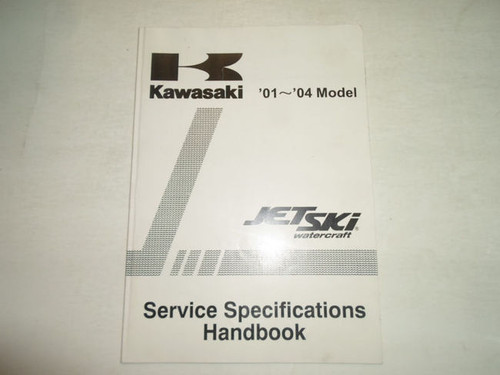 Kawasaki
'01～'04 Model
JET SKi®
watercraft
Service Specifications
Handbook